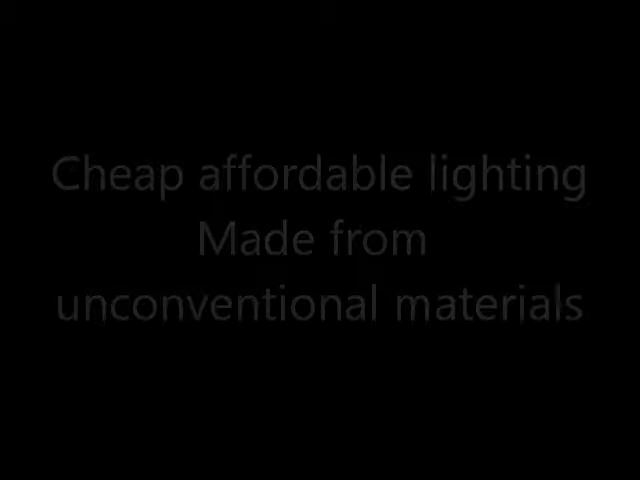 Cheap affordable lighting
Made from
unconventional materials